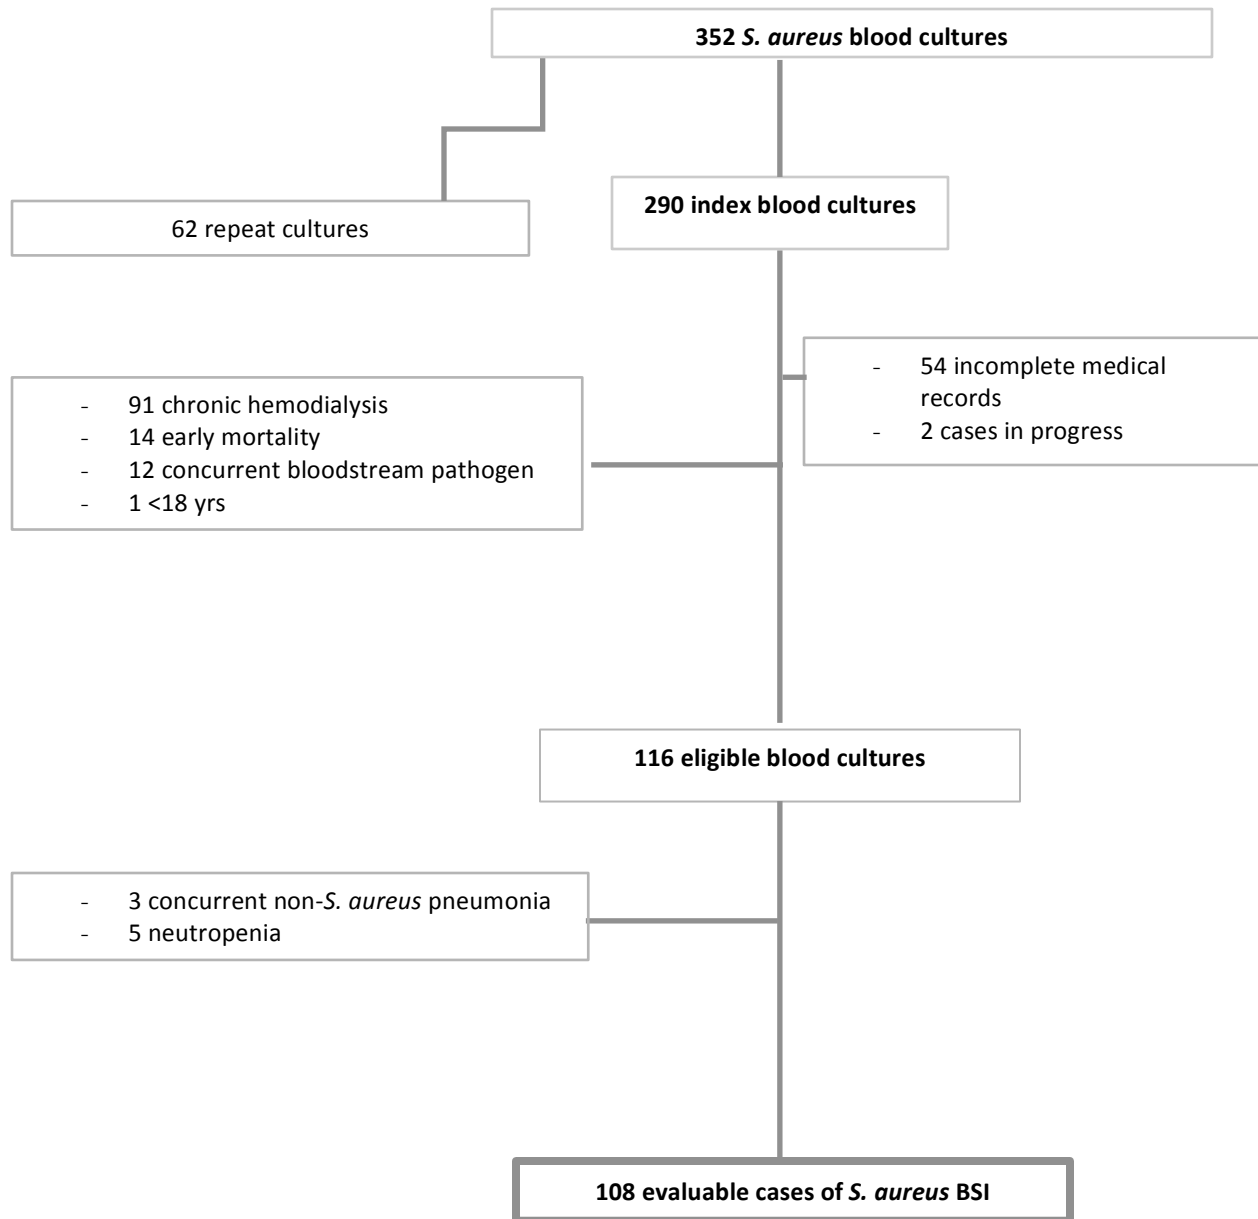 352 S. aureus blood cultures
290 index blood cultures
62 repeat cultures
- 54 incomplete medical
records
- 2 cases in progress
- 91 chronic hemodialysis
- 14 early mortality
- 12 concurrent bloodstream pathogen
- 1 <18 yrs
116 eligible blood cultures
- 3 concurrent non-S. aureus pneumonia
- 5 neutropenia
108 evaluable cases of S. aureus BSI